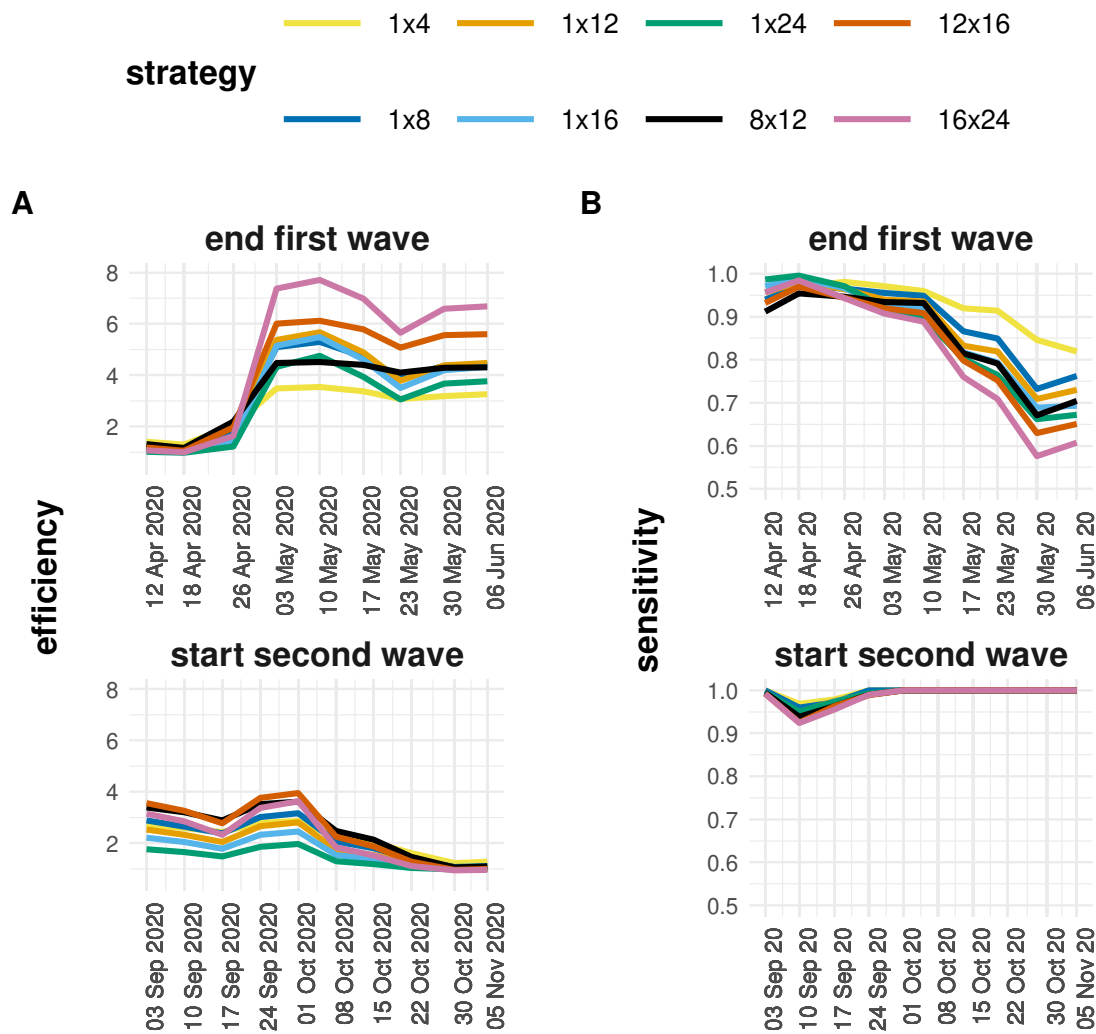 1x4 1x12 1x24 12x16
strategy
1x8 1x16 8x12 16x24
A
B
end first wave
end first wave
8
6
4
2
1.0
0.9
0.8
0.7
0.6
0.5
12 Apr 2020
18 Apr 2020
26 Apr 2020
03 May 2020
10 May 2020
17 May 2020
23 May 2020
30 May 2020
06 Jun 2020
12 Apr 20
18 Apr 20
26 Apr 20
03 May 20
10 May 20
17 May 20
23 May 20
30 May 20
06 Jun 20
efficiency
sensitivity
start second wave
start second wave
8
6
4
2
1.0
0.9
0.8
0.7
0.6
0.5
03 Sep 2020
10 Sep 2020
17 Sep 2020
24 Sep 2020
01 Oct 2020
08 Oct 2020
15 Oct 2020
22 Oct 2020
30 Oct 2020
05 Nov 2020
03 Sep 20
10 Sep 20
17 Sep 20
24 Sep 20
01 Oct 20
08 Oct 20
15 Oct 20
22 Oct 20
30 Oct 20
05 Nov 20